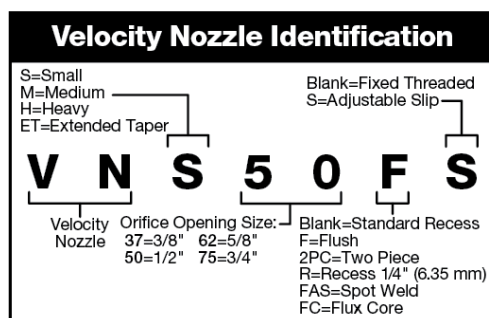 Velocity Nozzle Identification
S=Small
M=Medium
H=Heavy
ET=Extended Taper
Blank=Fixed Threaded
S=Adjustable Slip
V N S 5 0 F S
Velocity
Nozzle
Orifice Opening Size:
37=3/8" 62=5/8"
50=1/2" 75=3/4"
Blank=Standard Recess
F=Flush
2PC=Two Piece
R=Recess 1/4" (6.35 mm)
FAS=Spot Weld
FC=Flux Core